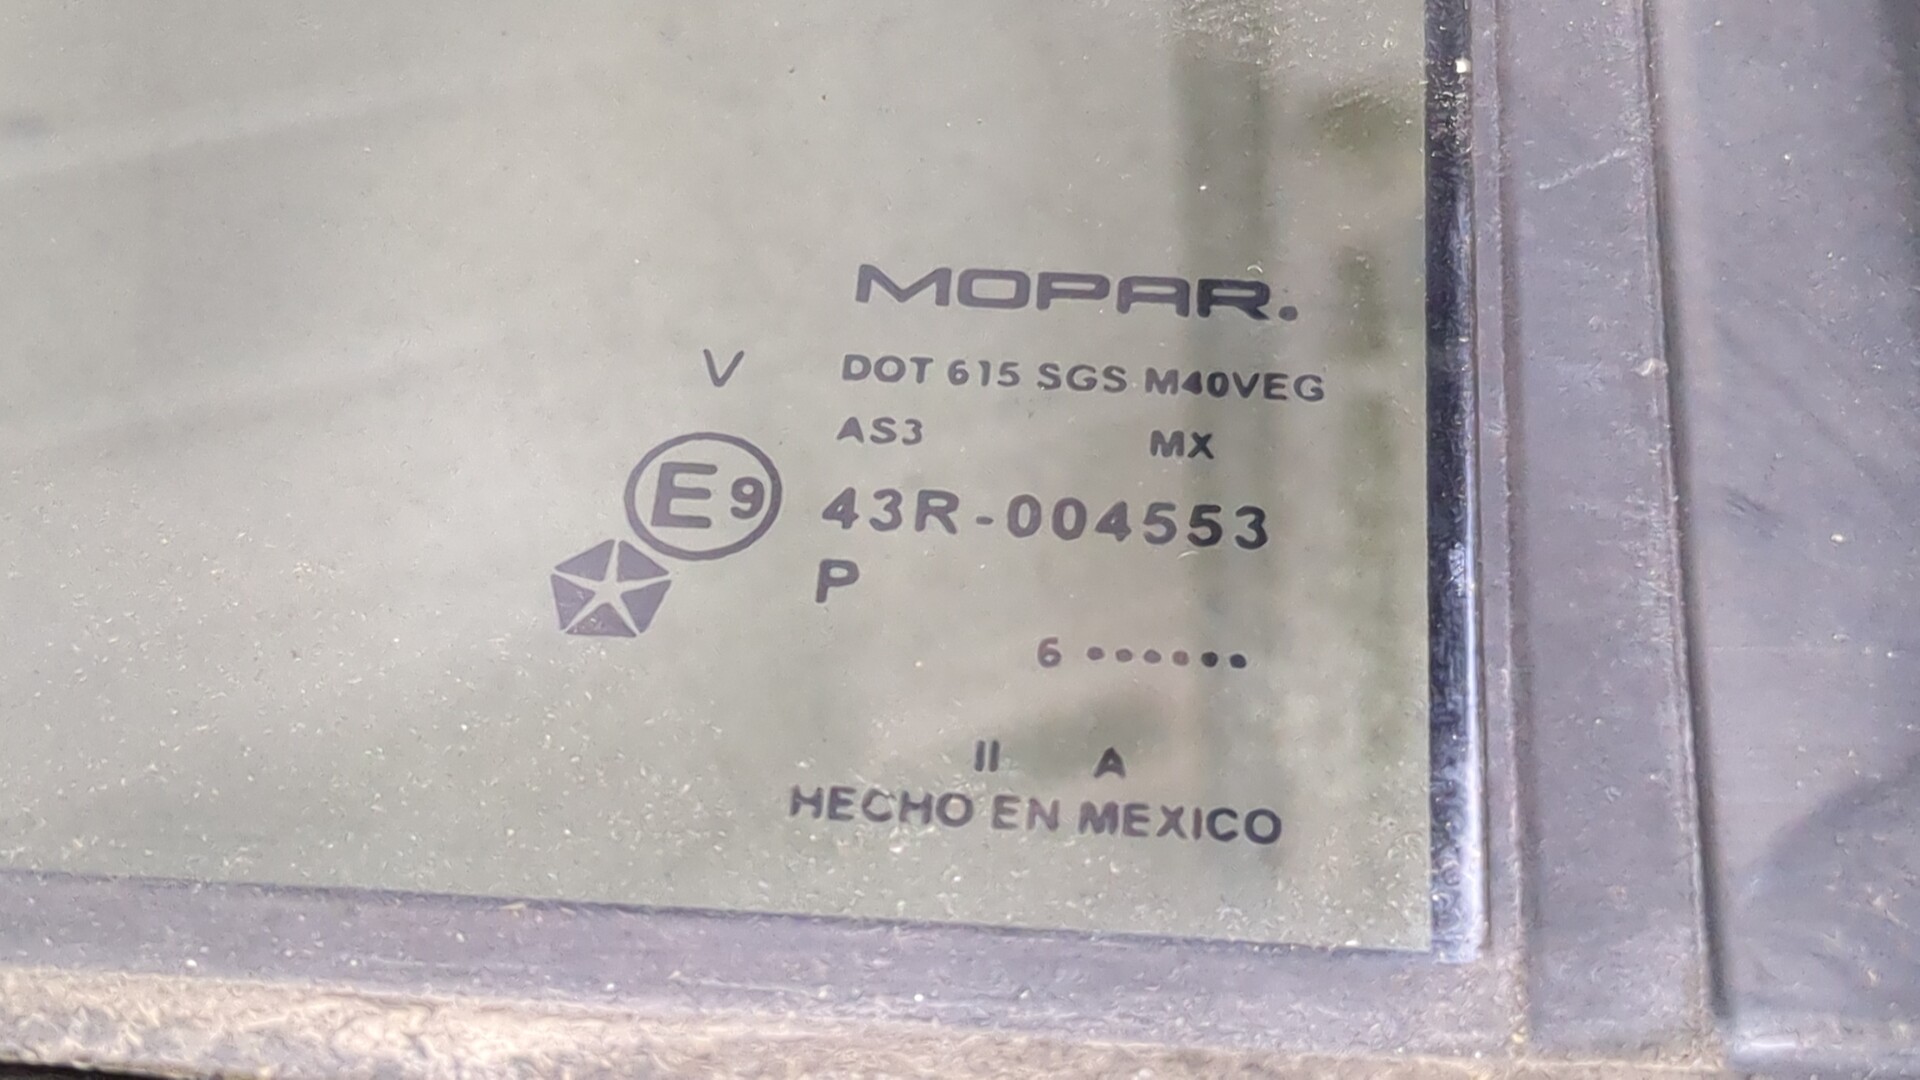 MOPAR.
V DOT 615 SGS M40VEG
AS3 MX
E9 43R-004553
P
6 ••••••
II A
HECHO EN MEXICO